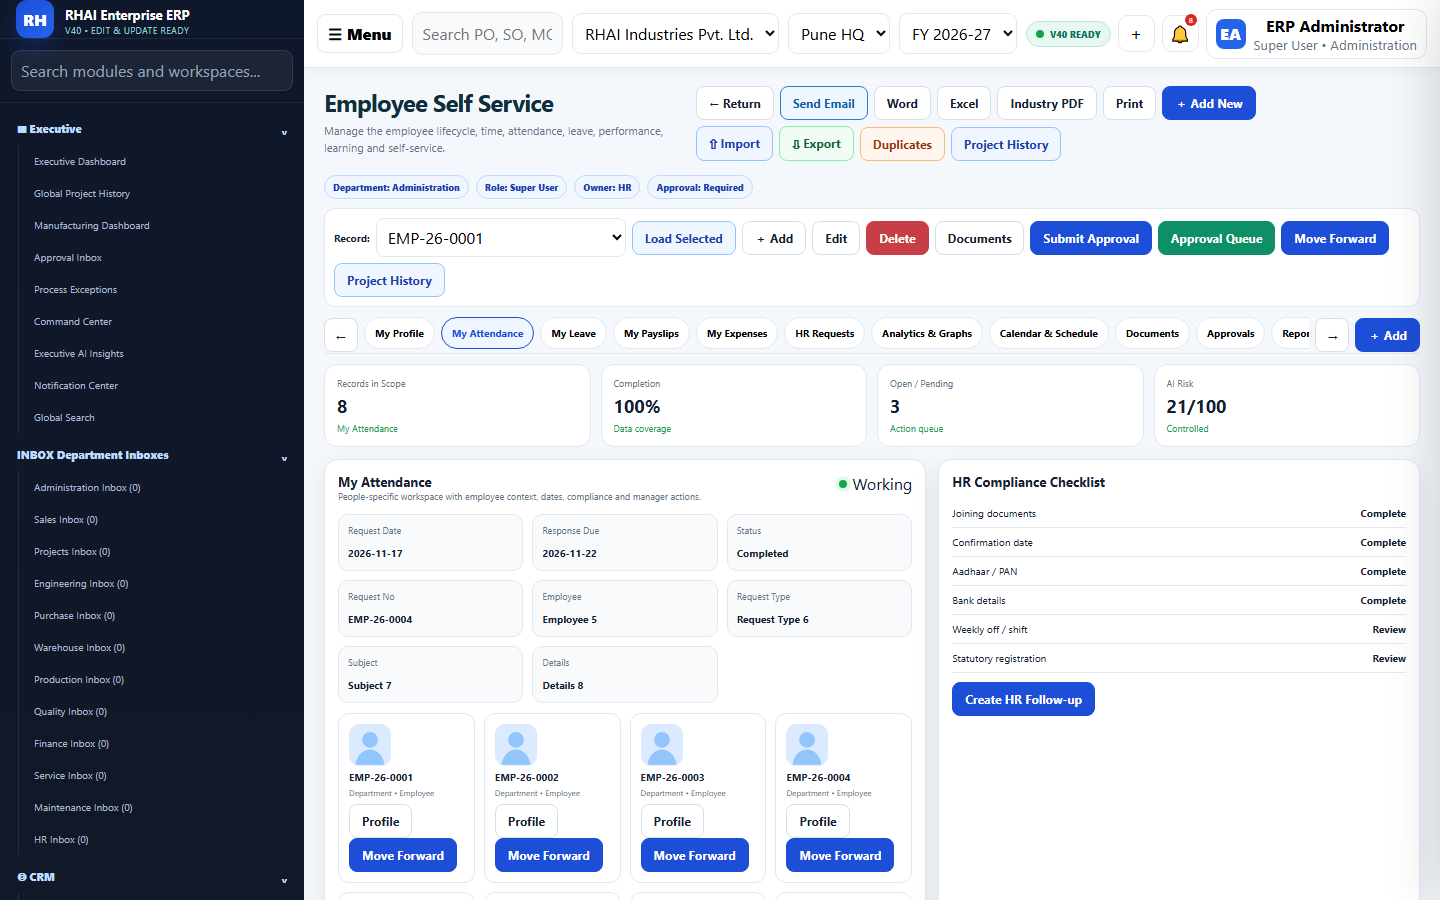 RH
RHAI Enterprise ERP
V40 • EDIT & UPDATE READY
Search modules and workspaces...
Executive
Executive Dashboard
Global Project History
Manufacturing Dashboard
Approval Inbox
Process Exceptions
Command Center
Executive AI Insights
Notification Center
Global Search
INBOX Department Inboxes
Administration Inbox (0)
Sales Inbox (0)
Projects Inbox (0)
Engineering Inbox (0)
Purchase Inbox (0)
Warehouse Inbox (0)
Production Inbox (0)
Quality Inbox (0)
Finance Inbox (0)
Service Inbox (0)
Maintenance Inbox (0)
HR Inbox (0)
CRM
☰ Menu
Search PO, SO, MO
RHAI Industries Pvt. Ltd.
Pune HQ
FY 2026-27
V40 READY
+
8
EA
ERP Administrator
Super User • Administration
Employee Self Service
Manage the employee lifecycle, time, attendance, leave, performance,
learning and self-service.
← Return
Send Email
Word
Excel
Industry PDF
Print
+ Add New
⇧ Import
⇩ Export
Duplicates
Project History
Department: Administration
Role: Super User
Owner: HR
Approval: Required
Record:
EMP-26-0001
Load Selected
+ Add
Edit
Delete
Documents
Submit Approval
Approval Queue
Move Forward
Project History
←
My Profile
My Attendance
My Leave
My Payslips
My Expenses
HR Requests
Analytics & Graphs
Calendar & Schedule
Documents
Approvals
Repor
→
+ Add
Records in Scope
8
My Attendance
Completion
100%
Data coverage
Open / Pending
3
Action queue
AI Risk
21/100
Controlled
My Attendance
People-specific workspace with employee context, dates, compliance and manager actions.
Working
Request Date
2026-11-17
Response Due
2026-11-22
Status
Completed
Request No
EMP-26-0004
Employee
Employee 5
Request Type
Request Type 6
Subject
Subject 7
Details
Details 8
EMP-26-0001
Department • Employee
Profile
Move Forward
EMP-26-0002
Department • Employee
Profile
Move Forward
EMP-26-0003
Department • Employee
Profile
Move Forward
EMP-26-0004
Department • Employee
Profile
Move Forward
HR Compliance Checklist
Joining documents Complete
Confirmation date Complete
Aadhaar / PAN Complete
Bank details Complete
Weekly off / shift Review
Statutory registration Review
Create HR Follow-up